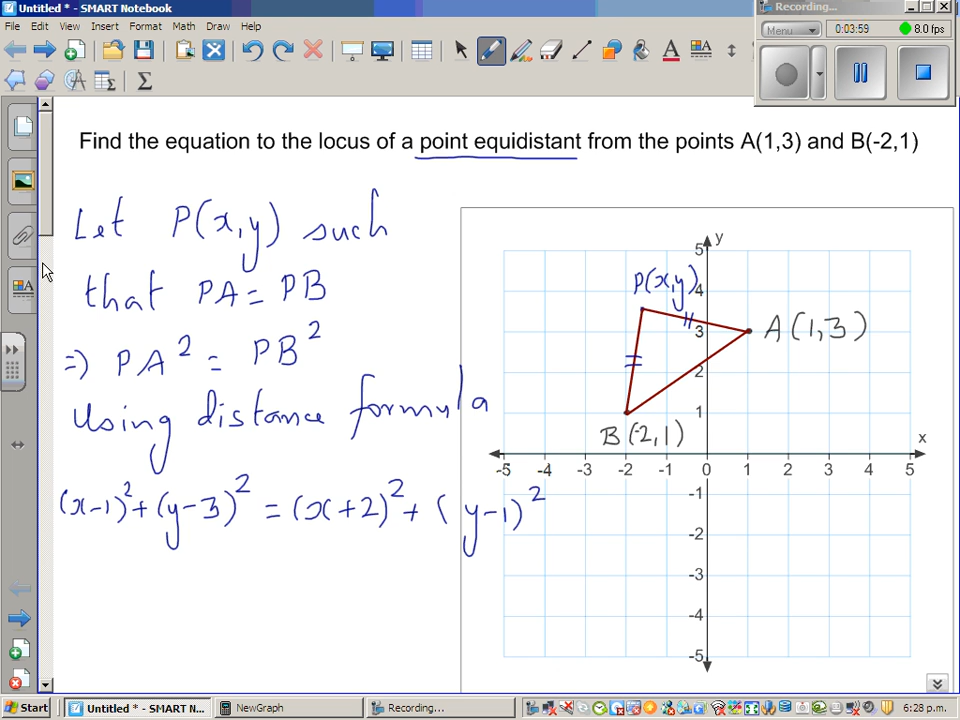 Untitled * - SMART Notebook
Recording...
File Edit View Insert Format Math Draw Help
Menu 0:03:59 8.0 fps
Find the equation to the locus of a point equidistant from the points A(1,3) and B(-2,1)
Let P(x,y) such
that PA = PB
=> PA² = PB²
Using distance formula
(x-1)²+(y-3)² = (x+2)²+(y-1)²
y
5
P(x,y) 4
3 A(1,3)
2
1
B(-2,1)
x
-5 -4 -3 -2 -1 0 1 2 3 4 5
-1
-2
-3
-4
-5
Start Untitled * - SMART N... NewGraph Recording... 6:28 p.m.